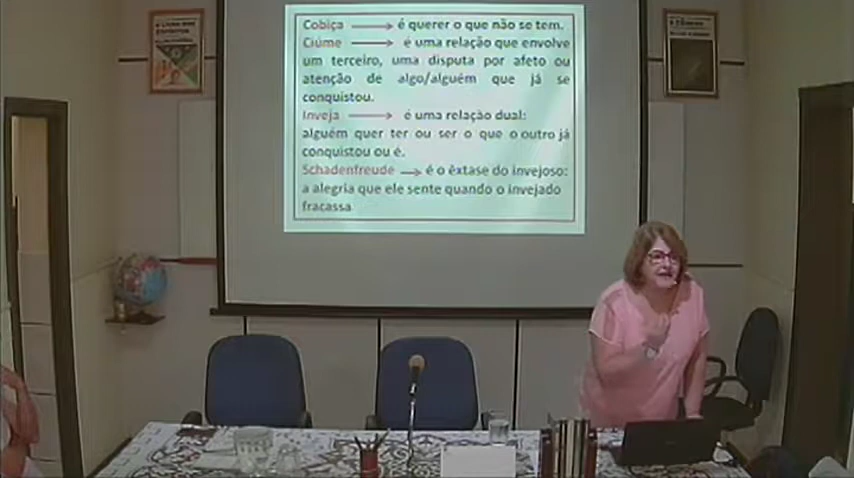 Cobiça → é querer o que não se tem.
Ciúme → é uma relação que envolve
um terceiro, uma disputa por afeto ou
atenção de algo/alguém que já se
conquistou.
Inveja → é uma relação dual:
alguém quer ter ou ser o que o outro já
conquistou ou é.
Schadenfreude → é o êxtase do invejoso:
a alegria que ele sente quando o invejado
fracassa